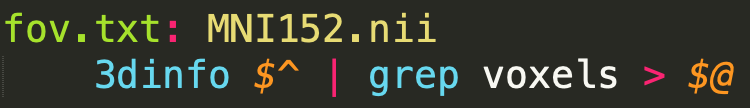 fov.txt: MNI152.nii
    3dinfo $^ | grep voxels > $@